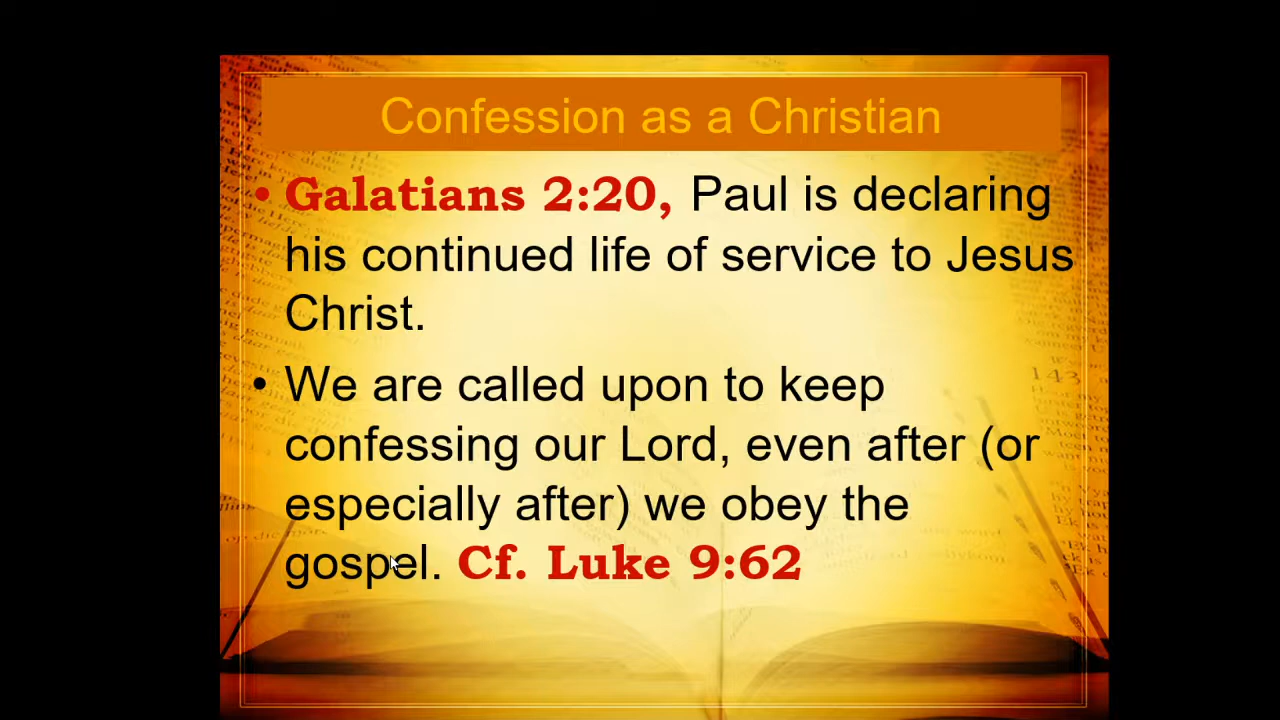 Confession as a Christian
• Galatians 2:20, Paul is declaring
his continued life of service to Jesus
Christ.
• We are called upon to keep
confessing our Lord, even after (or
especially after) we obey the
gospel. Cf. Luke 9:62
143